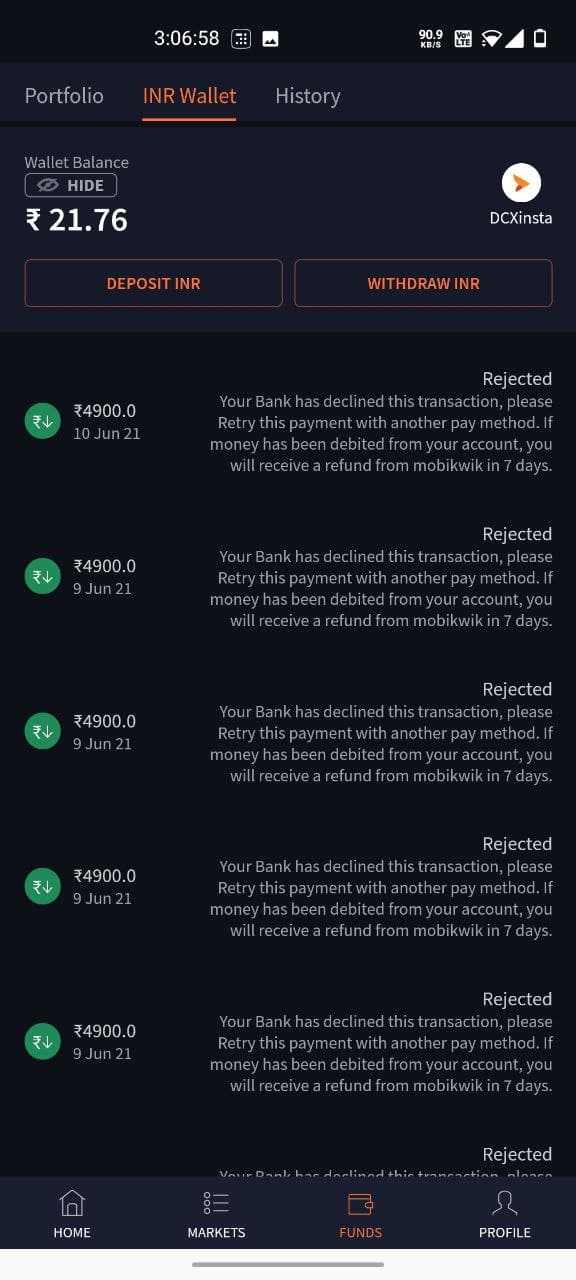 3:06:58
90.9
KB/S
Vo)
LTE
Portfolio
INR Wallet
History
Wallet Balance
HIDE
₹ 21.76
DCXinsta
DEPOSIT INR
WITHDRAW INR
Rejected
₹4900.0
10 Jun 21
Your Bank has declined this transaction, please
Retry this payment with another pay method. If
money has been debited from your account, you
will receive a refund from mobikwik in 7 days.
Rejected
₹4900.0
9 Jun 21
Your Bank has declined this transaction, please
Retry this payment with another pay method. If
money has been debited from your account, you
will receive a refund from mobikwik in 7 days.
Rejected
₹4900.0
9 Jun 21
Your Bank has declined this transaction, please
Retry this payment with another pay method. If
money has been debited from your account, you
will receive a refund from mobikwik in 7 days.
Rejected
₹4900.0
9 Jun 21
Your Bank has declined this transaction, please
Retry this payment with another pay method. If
money has been debited from your account, you
will receive a refund from mobikwik in 7 days.
Rejected
₹4900.0
9 Jun 21
Your Bank has declined this transaction, please
Retry this payment with another pay method. If
money has been debited from your account, you
will receive a refund from mobikwik in 7 days.
Rejected
Your Bank has declined this transaction, please
HOME
MARKETS
FUNDS
PROFILE